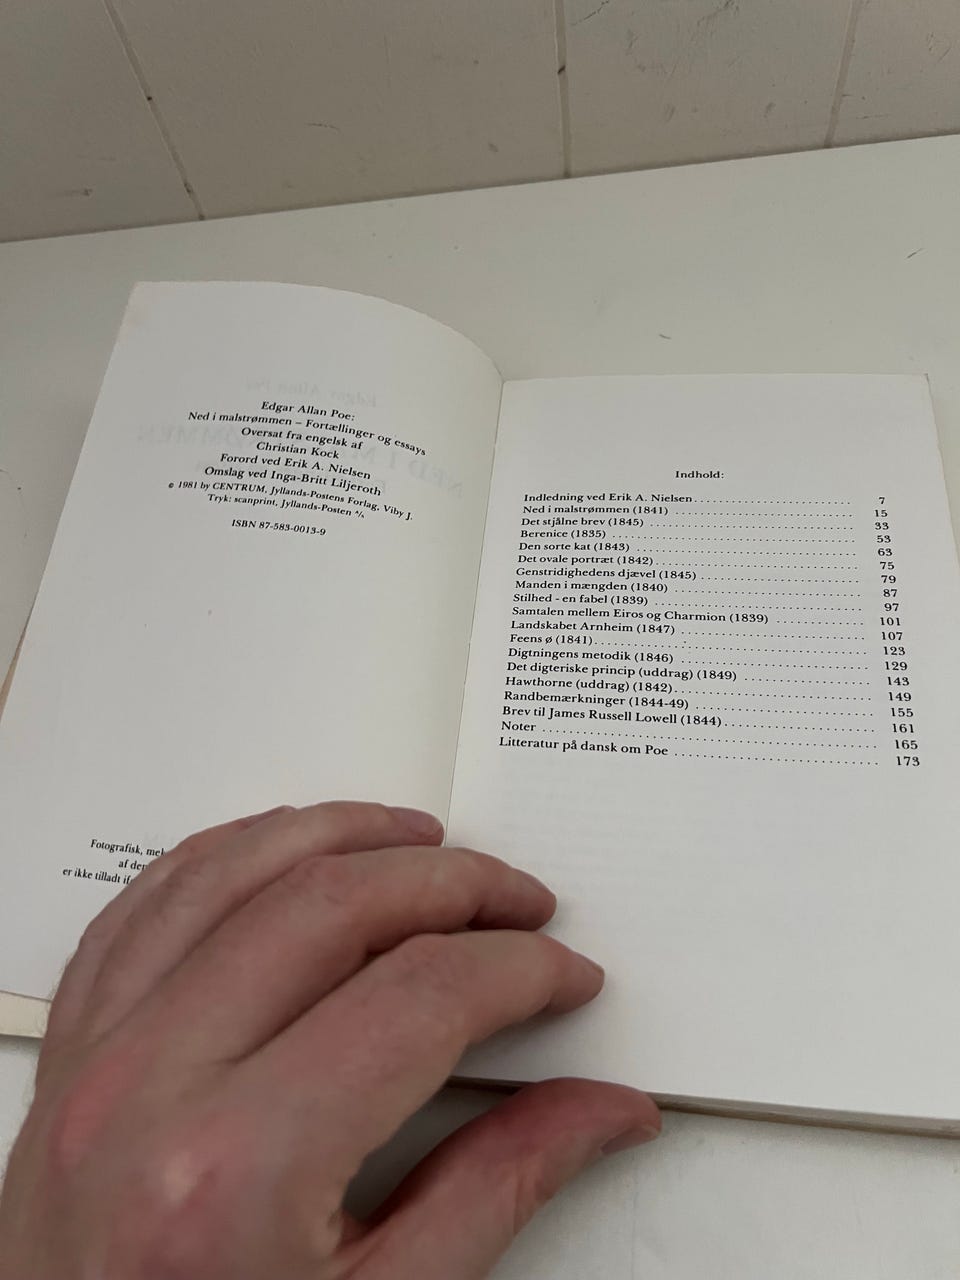 Edgar Allan Poe:
Ned i malstrømmen – Fortællinger og essays
Oversat fra engelsk af
Christian Kock
Forord ved Erik A. Nielsen
Omslag ved Inga-Britt Liljeroth
© 1981 by CENTRUM, Jyllands-Postens Forlag, Viby J.
Tryk: scanprint, Jyllands-Posten A/S
ISBN 87-583-0013-9
Fotografisk,
af
er ikke tilladt
Indhold:
Indledning ved Erik A. Nielsen 7
Ned i malstrømmen (1841) 15
Det stjålne brev (1845) 33
Berenice (1835) 53
Den sorte kat (1843) 63
Det ovale portræt (1842) 75
Genstridighedens djævel (1845) 79
Manden i mængden (1840) 87
Stilhed - en fabel (1839) 97
Samtalen mellem Eiros og Charmion (1839) 101
Landskabet Arnheim (1847) 107
Feens ø (1841) 123
Digtningens metodik (1846) 129
Det digteriske princip (uddrag) (1849) 143
Hawthorne (uddrag) (1842) 149
Randbemærkninger (1844-49) 155
Brev til James Russell Lowell (1844) 161
Noter 165
Litteratur på dansk om Poe 173